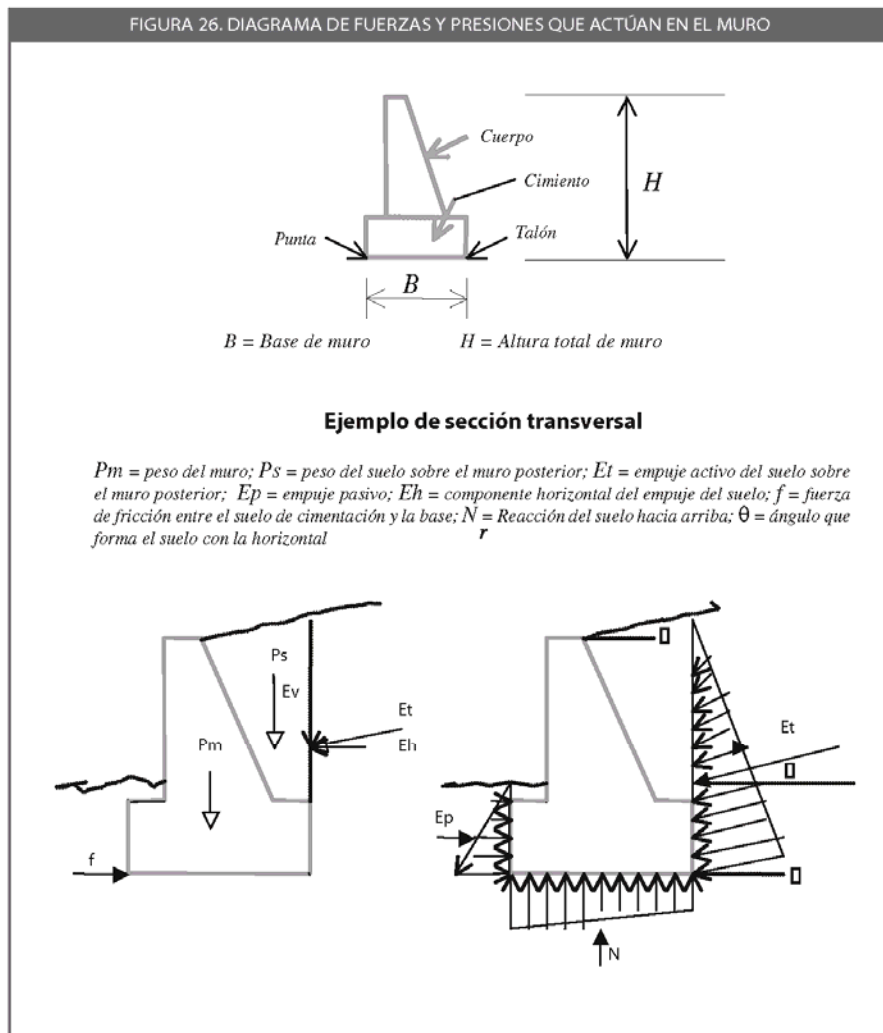 FIGURA 26. DIAGRAMA DE FUERZAS Y PRESIONES QUE ACTÚAN EN EL MURO
Cuerpo
Cimiento
H
Punta
Talón
B
B = Base de muro
H = Altura total de muro
Ejemplo de sección transversal
Pm = peso del muro; Ps = peso del suelo sobre el muro posterior; Et = empuje activo del suelo sobre
el muro posterior; Ep = empuje pasivo; Eh = componente horizontal del empuje del suelo; f = fuerza
de fricción entre el suelo de cimentación y la base; N = Reacción del suelo hacia arriba; θ = ángulo que
forma el suelo con la horizontal
r
Ps
Ev
Et
Eh
Pm
f
Et
Ep
N